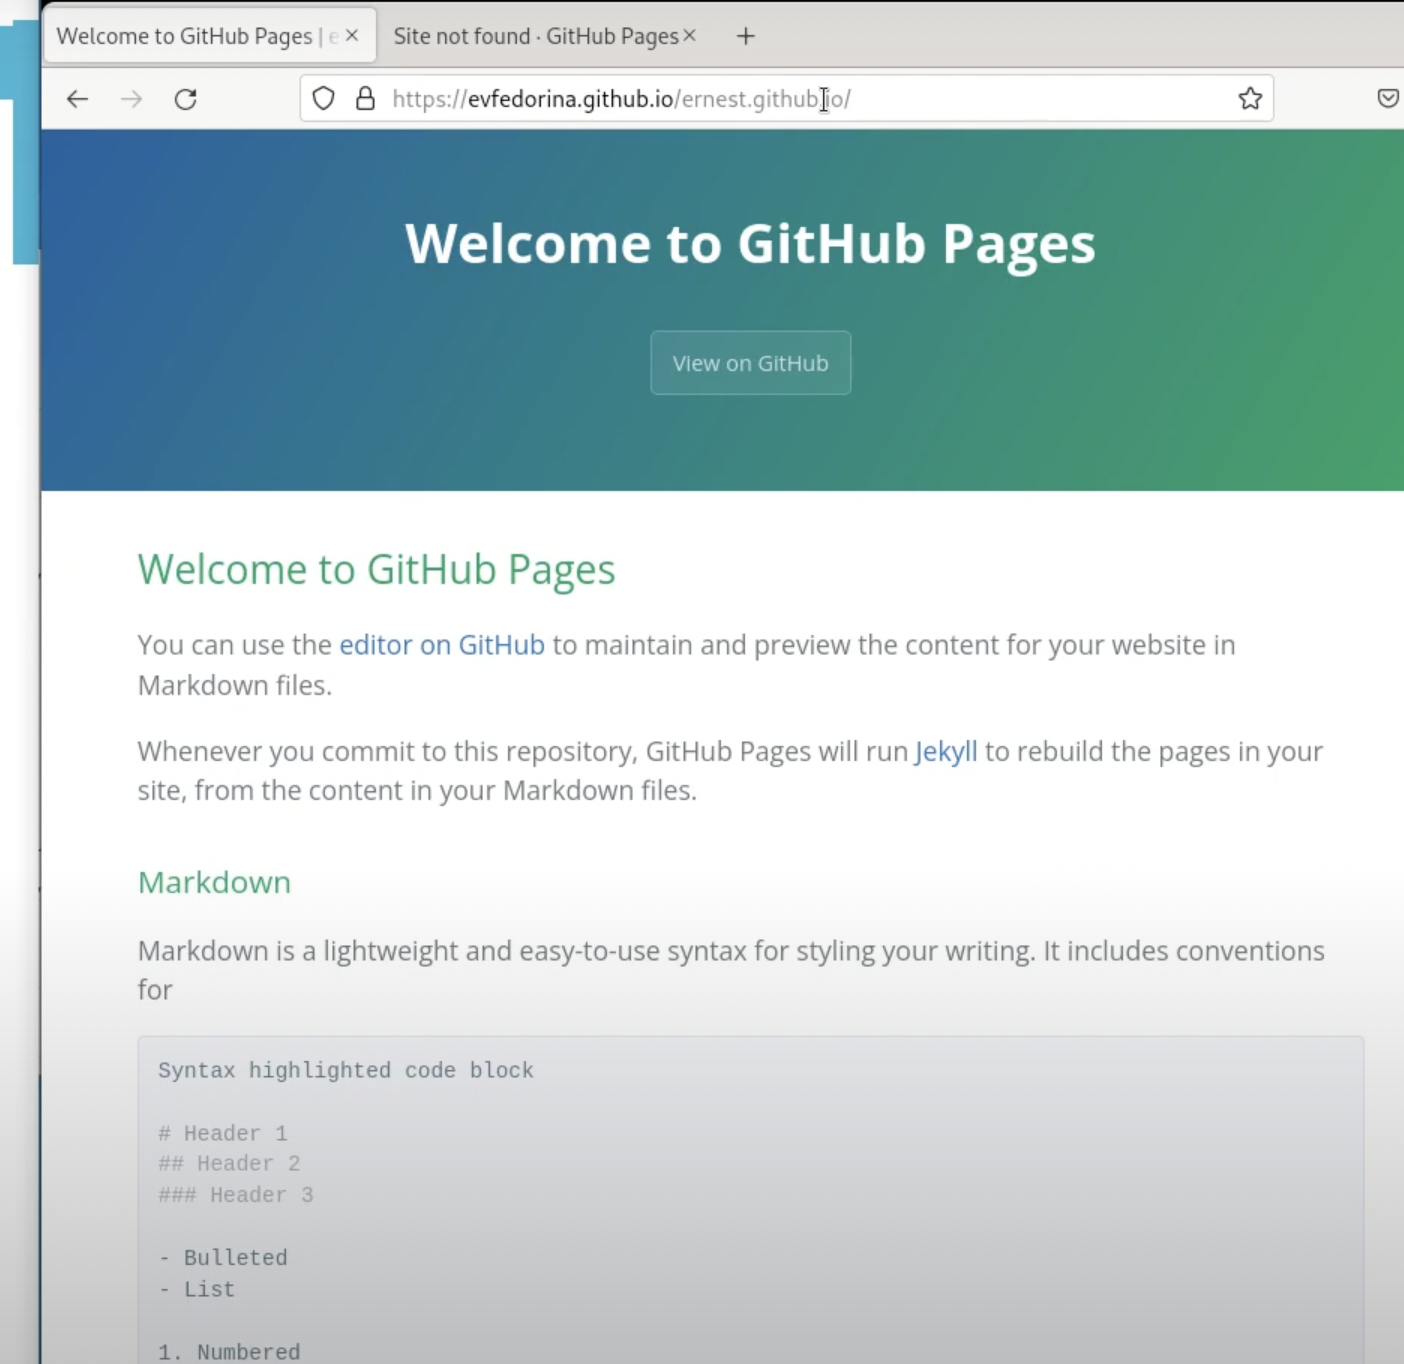 Welcome to GitHub Pages | e
Site not found · GitHub Pages
https://evfedorina.github.io/ernest.github.io/
Welcome to GitHub Pages
View on GitHub
Welcome to GitHub Pages
You can use the editor on GitHub to maintain and preview the content for your website in
Markdown files.
Whenever you commit to this repository, GitHub Pages will run Jekyll to rebuild the pages in your
site, from the content in your Markdown files.
Markdown
Markdown is a lightweight and easy-to-use syntax for styling your writing. It includes conventions
for
Syntax highlighted code block
# Header 1
## Header 2
### Header 3
- Bulleted
- List
1. Numbered